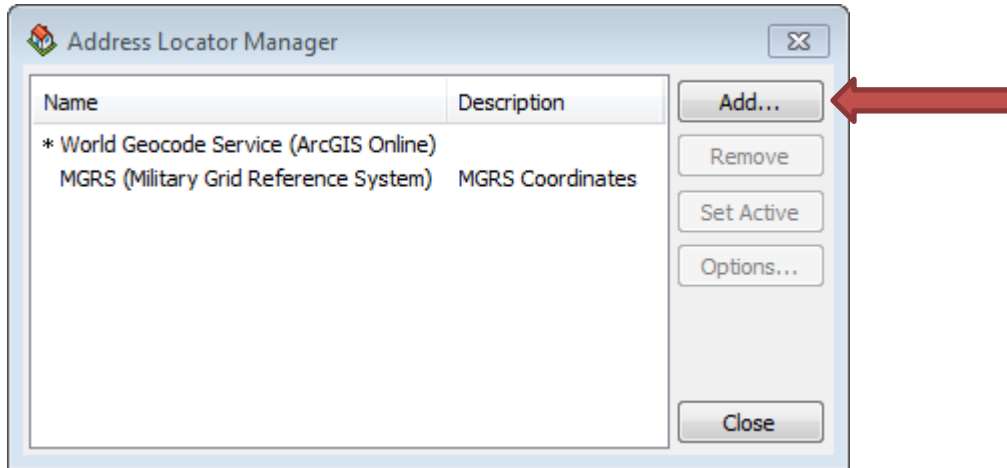 Address Locator Manager
Name Description Add...
* World Geocode Service (ArcGIS Online) Remove
MGRS (Military Grid Reference System) MGRS Coordinates
Set Active
Options...
Close